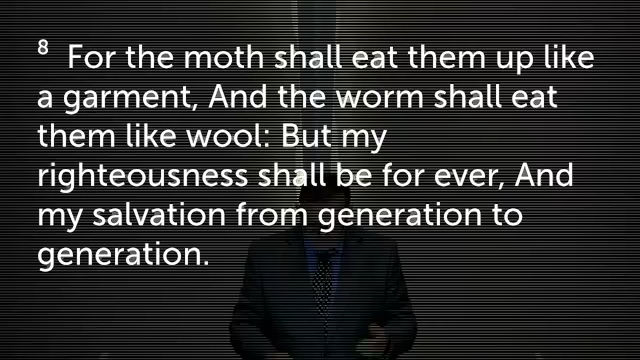 8 For the moth shall eat them up like
a garment, And the worm shall eat
them like wool: But my
righteousness shall be for ever, And
my salvation from generation to
generation.